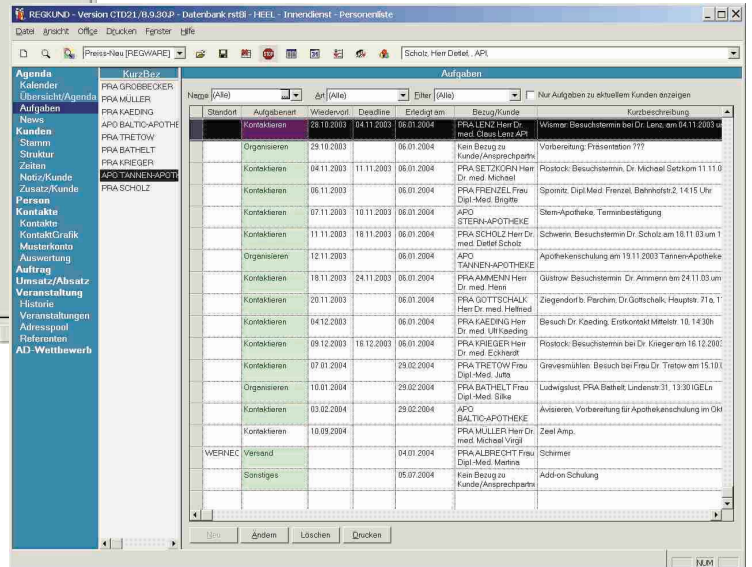 REGKUND - Version CTD21/8.9.30.P - Datenbank rst8i - HEEL - Innendienst - Personenliste
Datei Ansicht Office Drucken Fenster Hilfe
Preiss-Neu [REGWARE] STOP Scholz, Herr Detlef, , API,
Agenda
Kalender
Übersicht/Agenda
Aufgaben
News
Kunden
Stamm
Struktur
Zeiten
Notiz/Kunde
Zusatz/Kunde
Person
Kontakte
Kontakte
KontaktGrafik
Musterkonto
Auswertung
Auftrag
Umsatz/Absatz
Veranstaltung
Historie
Veranstaltungen
Adresspool
Referenten
AD-Wettbewerb
KurzBez
PRA GROBBECKER
PRA MÜLLER
PRA KAEDING
APO BALTIC-APOTHE
PRA TRETOW
PRA BATHELT
PRA KRIEGER
APO TANNEN-APOTH
PRA SCHOLZ
Aufgaben
Name (Alle) ... Art (Alle) Filter (Alle) Nur Aufgaben zu aktuellem Kunden anzeigen
Standort Aufgabenart Wiedervorl. Deadline Erledigt am Bezug/Kunde Kurzbeschreibung
Kontaktieren 28.10.2003 04.11.2003 06.01.2004 PRA LENZ Herr Dr. Wismar: Besuchstermin bei Dr. Lenz, am 04.11.2003 u
med. Claus Lenz API
Organisieren 29.10.2003 06.01.2004 Kein Bezug zu Vorbereitung: Präsentation ???
Kunde/Ansprechpartne
Kontaktieren 04.11.2003 11.11.2003 06.01.2004 PRA SETZKORN Herr Rostock: Besuchstermin, Dr. Michael Setzkorn 11.11.0
Dr. med. Michael
Kontaktieren 06.11.2003 06.01.2004 PRA FRENZEL Frau Spornitz, Dipl.Med. Frenzel, Bahnhofstr.2, 14:15 Uhr
Dipl.-Med. Brigitte
Kontaktieren 07.11.2003 10.11.2003 06.01.2004 APO Stern-Apotheke, Terminbestätigung
STERN-APOTHEKE
Kontaktieren 11.11.2003 18.11.2003 06.01.2004 PRA SCHOLZ Herr Dr. Schwerin: Besuchstermin Dr. Scholz am 18.11.03 um 1
med. Detlef Scholz
Organisieren 12.11.2003 06.01.2004 APO Apothekenschulung am 19.11.2003 Tannen-Apotheke
TANNEN-APOTHEKE
Kontaktieren 18.11.2003 24.11.2003 06.01.2004 PRA AMMENN Herr Güstrow: Besuchstermin Dr. Ammenn am 24.11.03 um
Dr. med. Henri
Kontaktieren 20.11.2003 06.01.2004 PRA GOTTSCHALK Ziegendorf b. Parchim, Dr.Gottschalk, Hauptstr. 71a, 1
Herr Dr. med. Helfried
Kontaktieren 04.12.2003 06.01.2004 PRA KAEDING Herr Besuch Dr. Kaeding, Erstkontakt Mittelstr. 10, 14:30h
Dr. med. Ulf Kaeding
Kontaktieren 09.12.2003 16.12.2003 06.01.2004 PRA KRIEGER Herr Rostock: Besuchstermin bei Dr. Krieger am 16.12.2003
Dr. med. Eckhardt
Kontaktieren 07.01.2004 29.02.2004 PRA TRETOW Frau Grevesmühlen: Besuch bei Frau Dr. Tretow am 15.10.
Dipl.-Med. Jutta
Organisieren 10.01.2004 29.02.2004 PRA BATHELT Frau Ludwigslust, PRA Bathelt, Lindenstr.31, 13:30IGELn
Dipl.-Med. Silke
Kontaktieren 03.02.2004 29.02.2004 APO Avisieren, Vorbereitung für Apothekenschulung im Okt
BALTIC-APOTHEKE
Kontaktieren 10.09.2004 PRA MÜLLER Herr Dr. Zeel Amp.
med. Michael Virgil
WERNEC Versand 04.01.2004 PRA ALBRECHT Frau Schirmer
Dipl.-Med. Martina
Sonstiges 05.07.2004 Kein Bezug zu Add-on Schulung
Kunde/Ansprechpartne
Neu Ändern Löschen Drucken
NUM